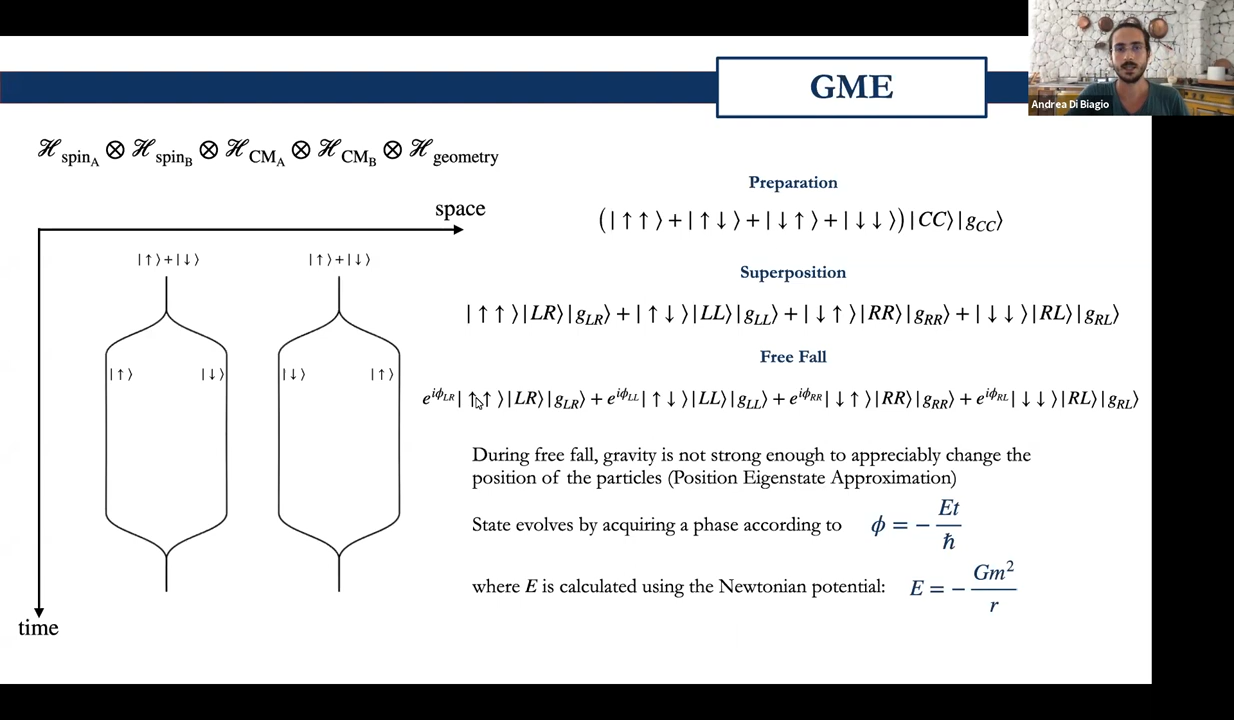 GME
Andrea Di Biagio
ℋ_spin_A ⊗ ℋ_spin_B ⊗ ℋ_CM_A ⊗ ℋ_CM_B ⊗ ℋ_geometry
space
|↑⟩+|↓⟩ |↑⟩+|↓⟩
|↑⟩ |↓⟩ |↓⟩ |↑⟩
time
Preparation
(|↑↑⟩+|↑↓⟩+|↓↑⟩+|↓↓⟩)|CC⟩|g_CC⟩
Superposition
|↑↑⟩|LR⟩|g_LR⟩ + |↑↓⟩|LL⟩|g_LL⟩ + |↓↑⟩|RR⟩|g_RR⟩ + |↓↓⟩|RL⟩|g_RL⟩
Free Fall
e^{iϕ_LR}|↑↑⟩|LR⟩|g_LR⟩ + e^{iϕ_LL}|↑↓⟩|LL⟩|g_LL⟩ + e^{iϕ_RR}|↓↑⟩|RR⟩|g_RR⟩ + e^{iϕ_RL}|↓↓⟩|RL⟩|g_RL⟩
During free fall, gravity is not strong enough to appreciably change the
position of the particles (Position Eigenstate Approximation)
State evolves by acquiring a phase according to ϕ = − Et/ħ
where E is calculated using the Newtonian potential: E = − Gm²/r